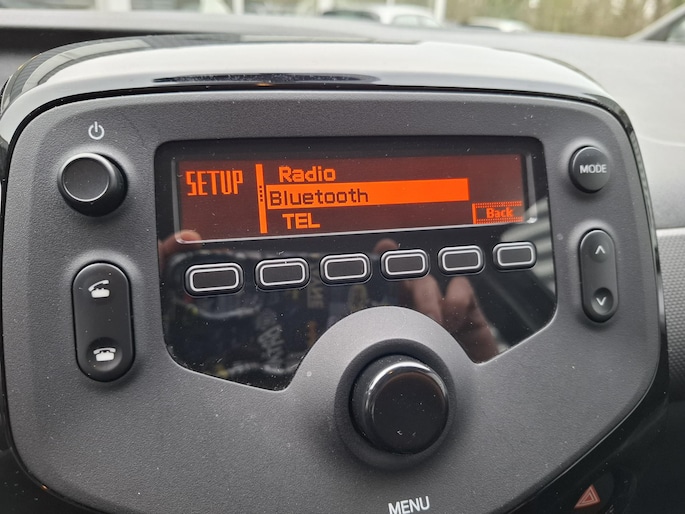 MODE
SETUP
Radio
Bluetooth
TEL
Back
MENU